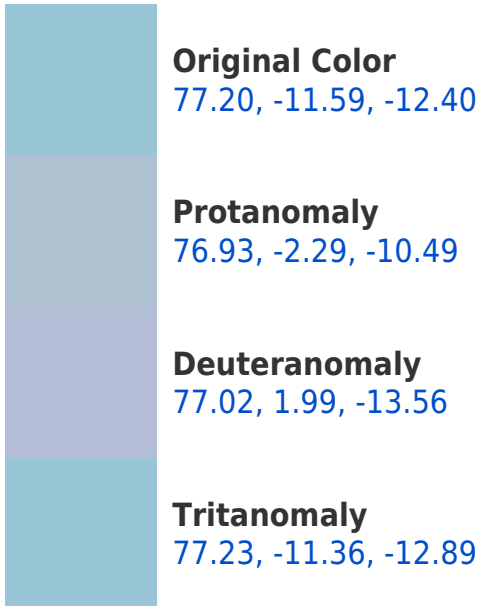 Original Color
77.20, -11.59, -12.40
Protanomaly
76.93, -2.29, -10.49
Deuteranomaly
77.02, 1.99, -13.56
Tritanomaly
77.23, -11.36, -12.89